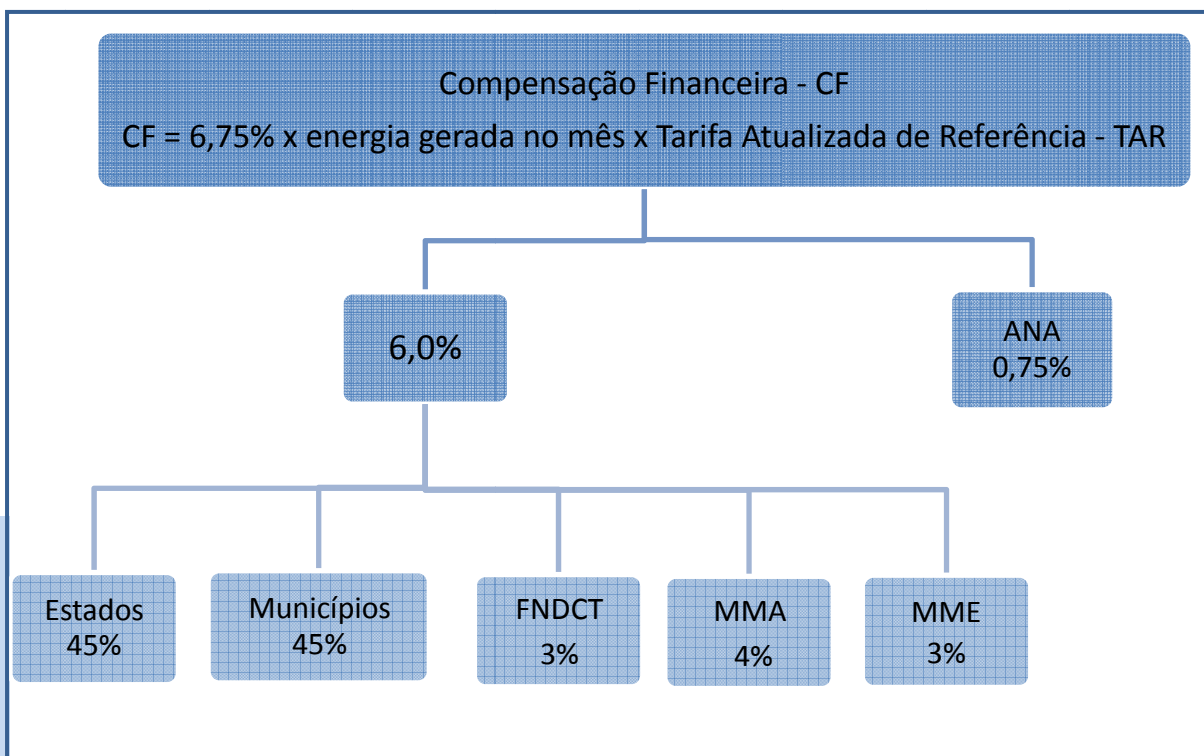 Compensação Financeira - CF
CF = 6,75% x energia gerada no mês x Tarifa Atualizada de Referência - TAR
6,0%
ANA
0,75%
Estados
45%
Municípios
45%
FNDCT
3%
MMA
4%
MME
3%